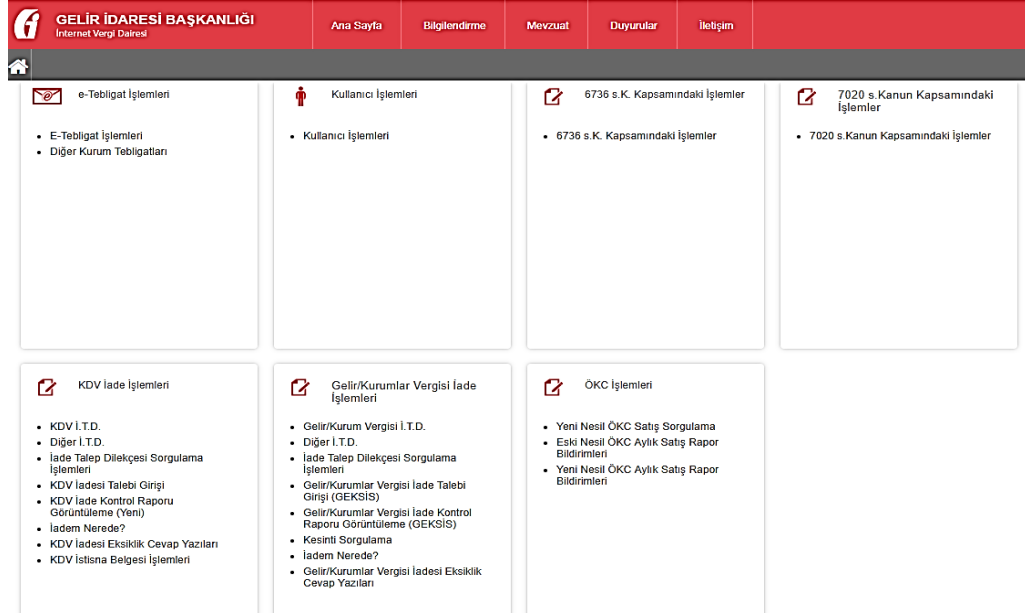 GELİR İDARESİ BAŞKANLIĞI
İnternet Vergi Dairesi
Ana Sayfa
Bilgilendirme
Mevzuat
Duyurular
İletişim
e-Tebligat İşlemleri
E-Tebligat İşlemleri
Diğer Kurum Tebligatları
Kullanıcı İşlemleri
Kullanıcı İşlemleri
6736 s.K. Kapsamındaki İşlemler
6736 s.K. Kapsamındaki İşlemler
7020 s.Kanun Kapsamındaki
İşlemler
7020 s.Kanun Kapsamındaki İşlemler
KDV İade İşlemleri
KDV İ.T.D.
Diğer İ.T.D.
İade Talep Dilekçesi Sorgulama
İşlemleri
KDV İadesi Talebi Girişi
KDV İade Kontrol Raporu
Görüntüleme (Yeni)
İadem Nerede?
KDV İadesi Eksiklik Cevap Yazıları
KDV İstisna Belgesi İşlemleri
Gelir/Kurumlar Vergisi İade
İşlemleri
Gelir/Kurum Vergisi İ.T.D.
Diğer İ.T.D.
İade Talep Dilekçesi Sorgulama
İşlemleri
Gelir/Kurumlar Vergisi İade Talebi
Girişi (GEKSİS)
Gelir/Kurumlar Vergisi İade Kontrol
Raporu Görüntüleme (GEKSİS)
Kesinti Sorgulama
İadem Nerede?
Gelir/Kurumlar Vergisi İadesi Eksiklik
Cevap Yazıları
ÖKC İşlemleri
Yeni Nesil ÖKC Satış Sorgulama
Eski Nesil ÖKC Aylık Satış Rapor
Bildirimleri
Yeni Nesil ÖKC Aylık Satış Rapor
Bildirimleri